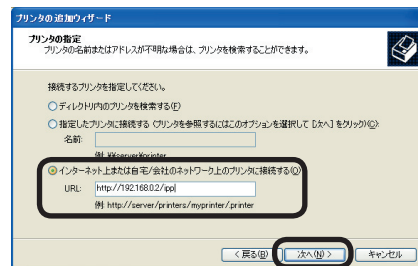 プリンタの追加ウィザード
プリンタの指定
プリンタの名前またはアドレスが不明な場合は、プリンタを検索することができます。
接続するプリンタを指定してください。
ディレクトリ内のプリンタを検索する(F)
指定したプリンタに接続する (プリンタを参照するにはこのオプションを選択して [次へ] をクリック)(C):
名前:
例: ¥¥server¥printer
インターネット上または自宅/会社のネットワーク上のプリンタに接続する(O):
URL: http://192.168.0.2/ipp
例: http://server/printers/myprinter/.printer
< 戻る(B)
次へ(N) >
キャンセル